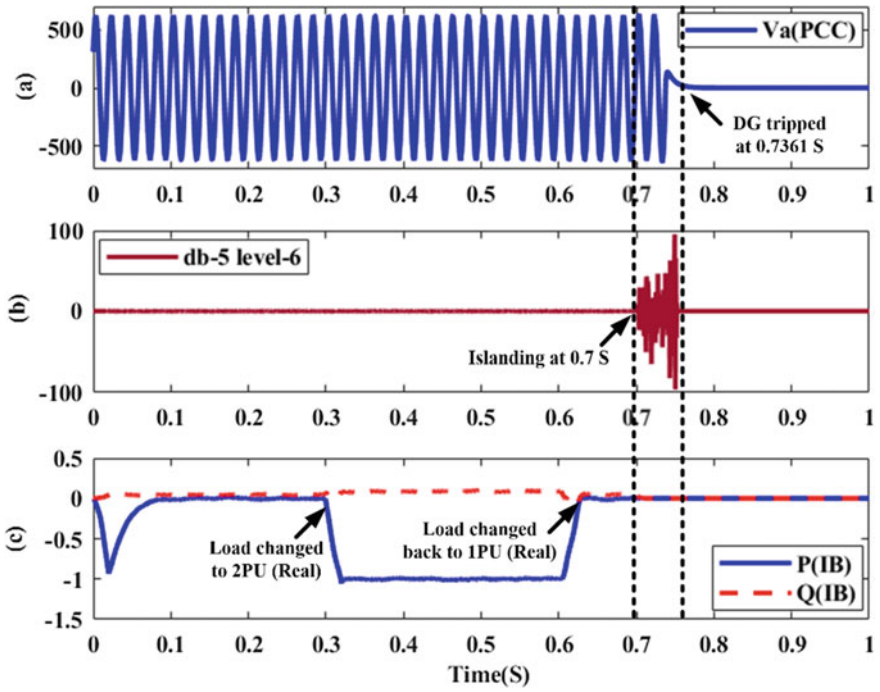 500
0
-500
(a)
Va(PCC)
DG tripped
at 0.7361 S
0 0.1 0.2 0.3 0.4 0.5 0.6 0.7 0.8 0.9 1
100
0
-100
(b)
db-5 level-6
Islanding at 0.7 S
0 0.1 0.2 0.3 0.4 0.5 0.6 0.7 0.8 0.9 1
0.5
0
-0.5
-1
-1.5
(c)
Load changed
to 2PU (Real)
Load changed
back to 1PU (Real)
P(IB)
Q(IB)
0 0.1 0.2 0.3 0.4 0.5 0.6 0.7 0.8 0.9 1
Time(S)